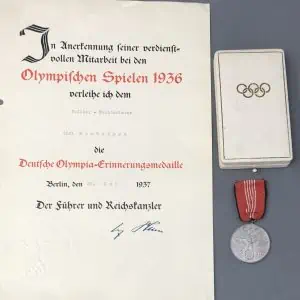 In Anerkennung seiner verdienst-
vollen Mitarbeit bei den
Olympischen Spielen 1936
verleihe ich dem
die
Deutsche Olympia-Erinnerungsmedaille
Berlin, den 1937
Der Führer und Reichskanzler